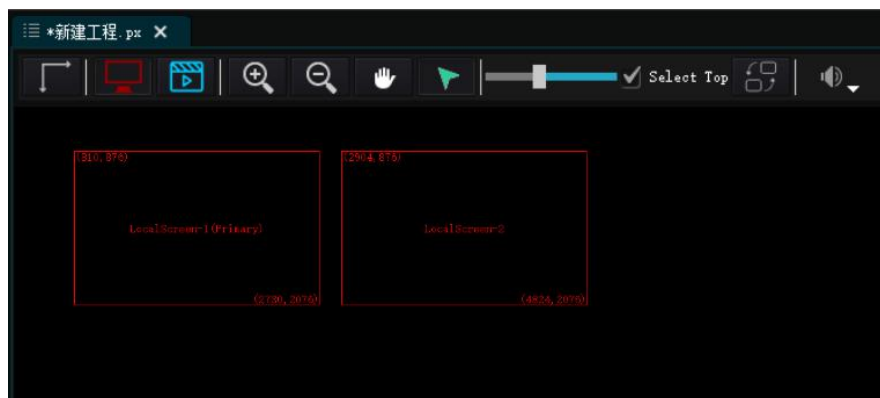 *新建工程.px
Select Top
(810,876)
(2904,876)
LocalScreen-1(Primary)
LocalScreen-2
(2730,2076)
(4824,2076)